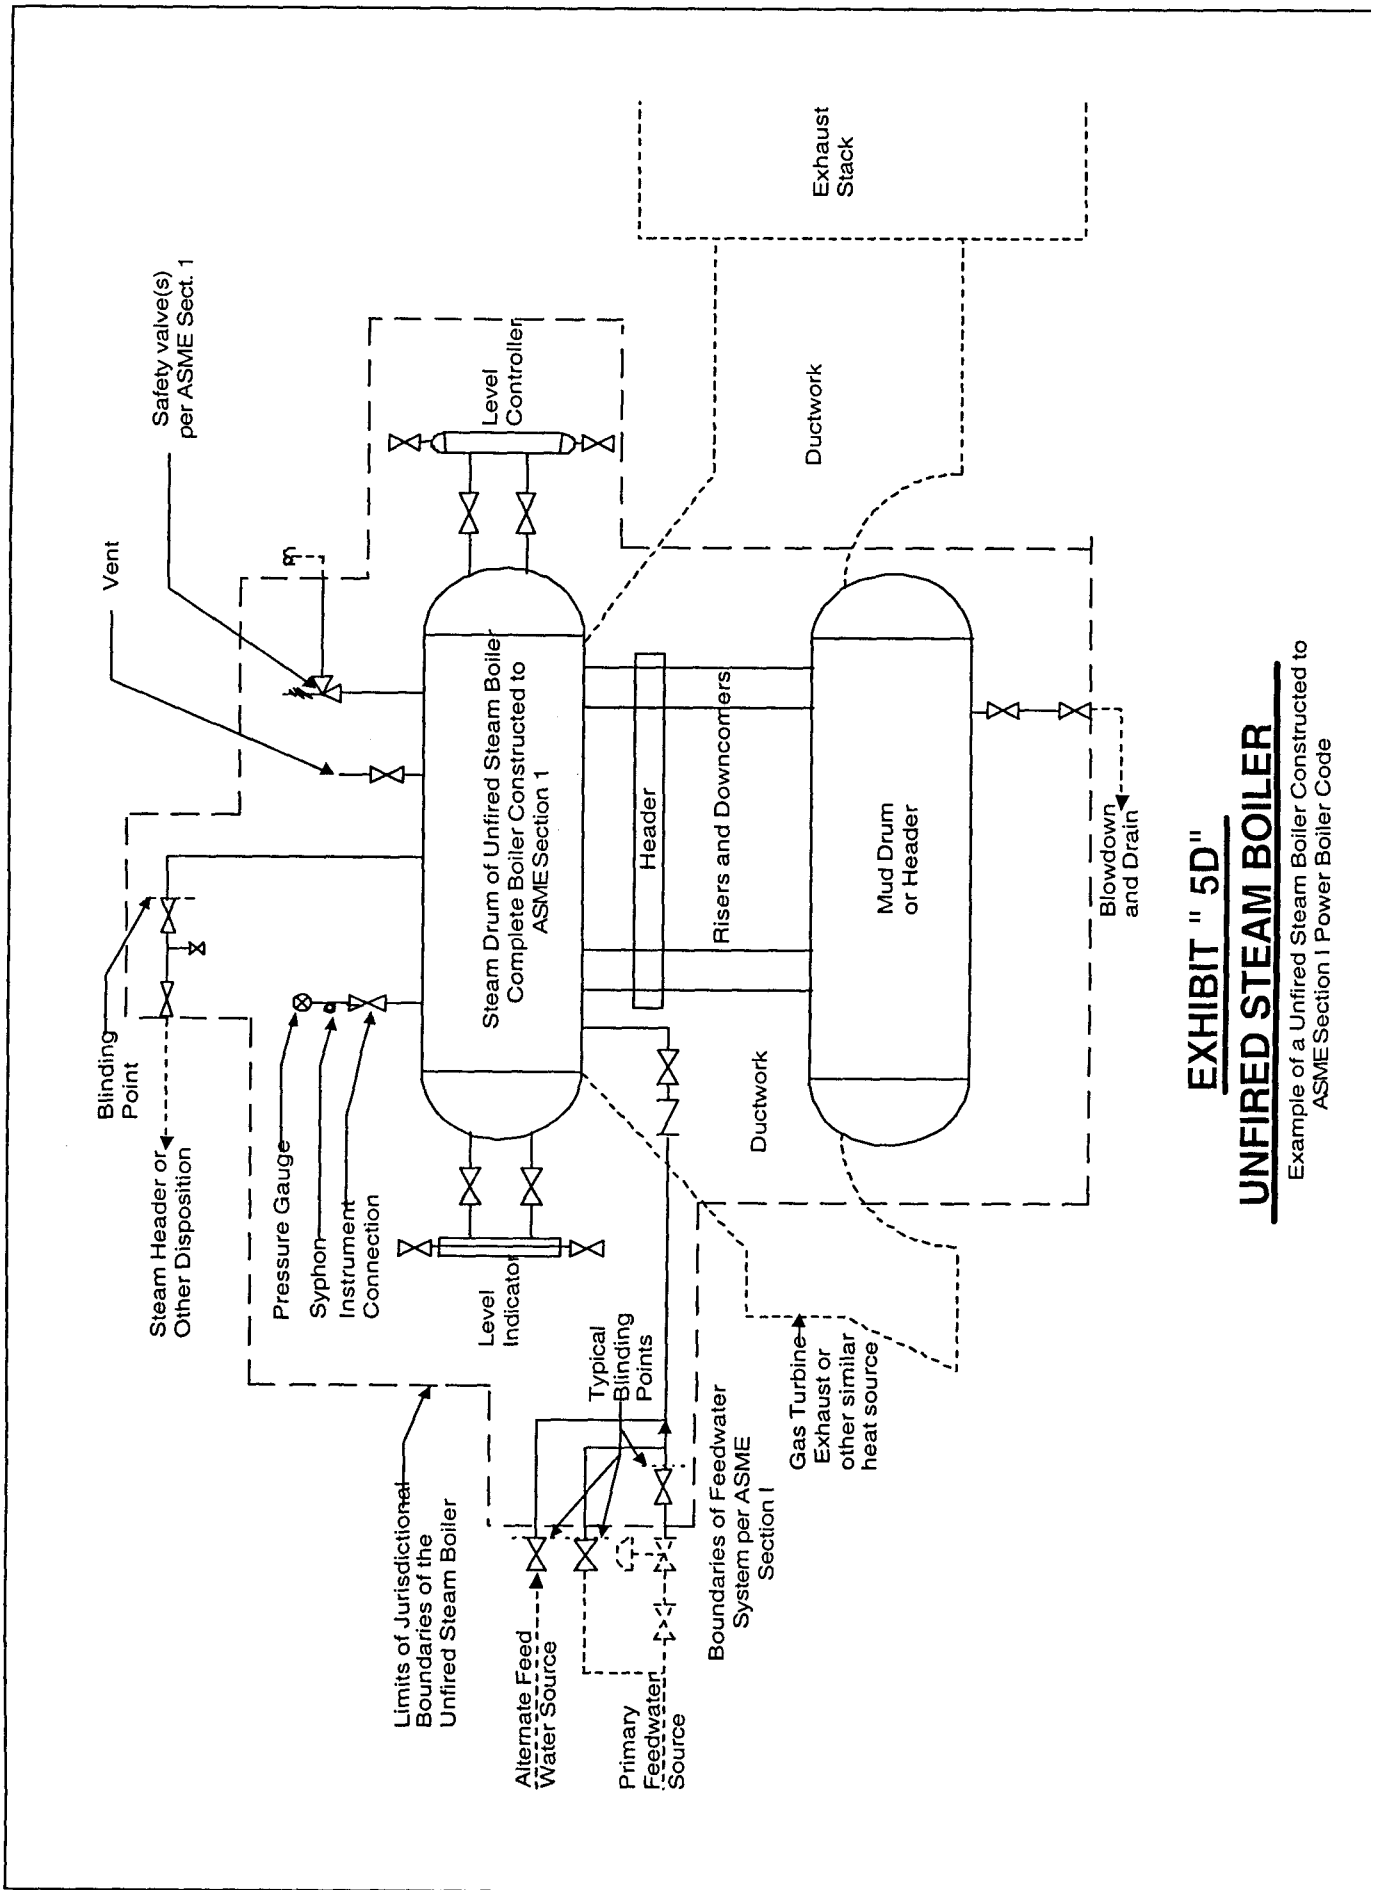 Vent
Safety valve(s)
per ASME Sect. 1
Blinding
Point
Steam Header or
Other Disposition
Pressure Gauge
Syphon
Instrument
Connection
Level
Controller
Steam Drum of Unfired Steam Boiler
Complete Boiler Constructed to
ASME Section 1
Level
Indicator
Limits of Jurisdictional
Boundaries of the
Unfired Steam Boiler
Typical
Blinding
Points
Alternate Feed
Water Source
Primary
Feedwater
Source
Boundaries of Feedwater
System per ASME
Section I
Header
Risers and Downcomers
Ductwork
Ductwork
Exhaust
Stack
Gas Turbine
Exhaust or
other similar
heat source
Mud Drum
or Header
Blowdown
and Drain
EXHIBIT " 5D"
UNFIRED STEAM BOILER
Example of a Unfired Steam Boiler Constructed to
ASME Section I Power Boiler Code